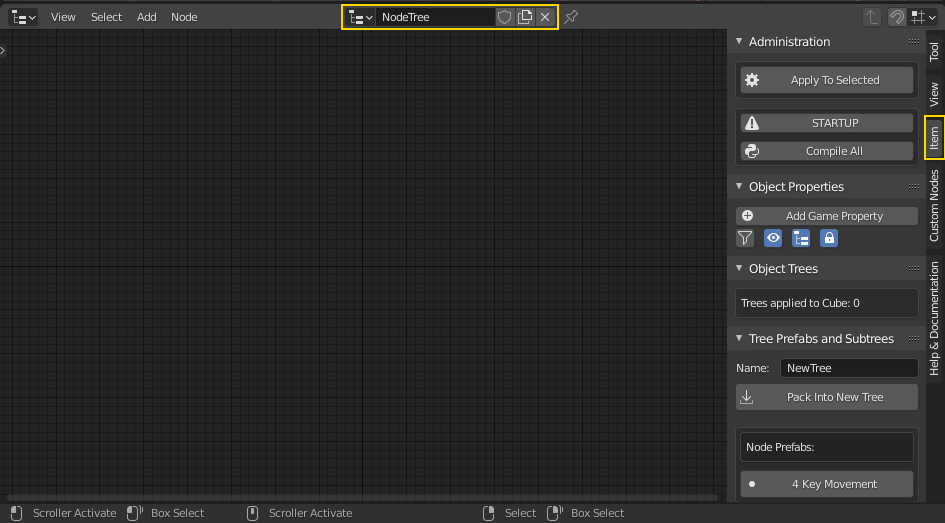 View Select Add Node NodeTree
Administration
Apply To Selected
STARTUP
Compile All
Object Properties
Add Game Property
Object Trees
Trees applied to Cube: 0
Tree Prefabs and Subtrees
Name: NewTree
Pack Into New Tree
Node Prefabs:
4 Key Movement
Tool
View
Item
Custom Nodes
Help & Documentation
Scroller Activate Box Select Scroller Activate Select Box Select